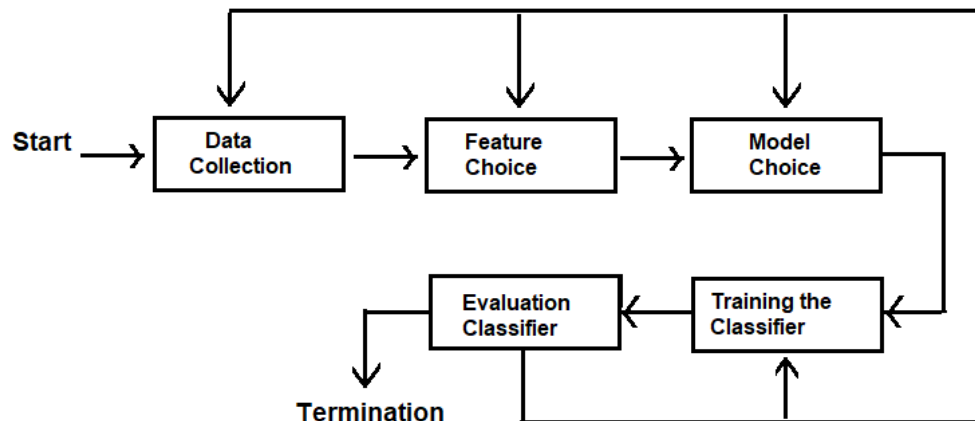 Start
Data
Collection
Feature
Choice
Model
Choice
Evaluation
Classifier
Training the
Classifier
Termination